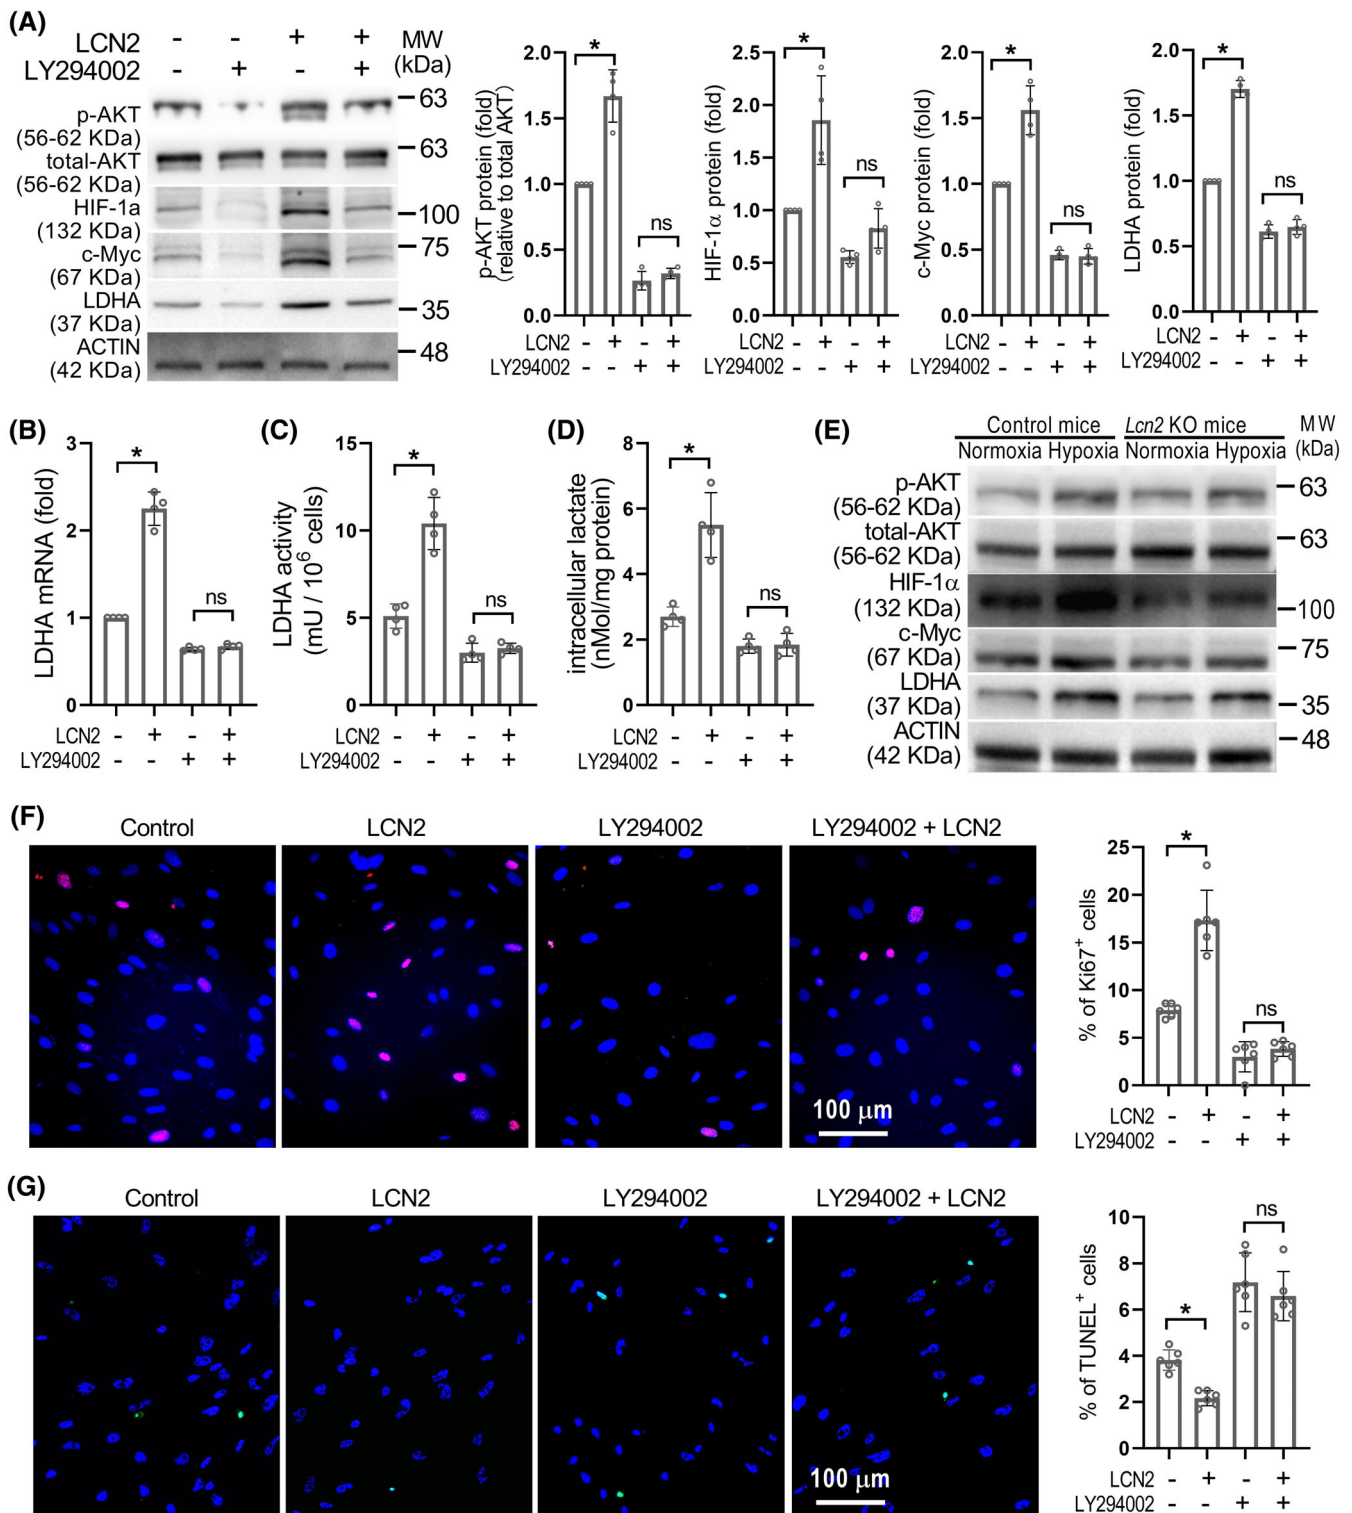 (A)
LCN2 - - + + MW
LY294002 - + - + (kDa)
p-AKT
(56-62 KDa)
total-AKT
(56-62 KDa)
HIF-1a
(132 KDa)
c-Myc
(67 KDa)
LDHA
(37 KDa)
ACTIN
(42 KDa)
63
63
100
75
35
48
p-AKT protein (fold)
(relative to total AKT)
2.0
1.5
1.0
0.5
0.0
*
ns
LCN2 - + - +
LY294002 - - + +
HIF-1α protein (fold)
2.5
2.0
1.5
1.0
0.5
0.0
*
ns
LCN2 - + - +
LY294002 - - + +
c-Myc protein (fold)
2.0
1.5
1.0
0.5
0.0
*
ns
LCN2 - + - +
LY294002 - - + +
LDHA protein (fold)
2.0
1.5
1.0
0.5
0.0
*
ns
LCN2 - + - +
LY294002 - - + +
(B)
LDHA mRNA (fold)
3
2
1
0
*
ns
LCN2 - + - +
LY294002 - - + +
(C)
LDHA activity
(mU / 10⁶ cells)
15
10
5
0
*
ns
LCN2 - + - +
LY294002 - - + +
(D)
intracellular lactate
(nMol/mg protein)
8
6
4
2
0
*
ns
LCN2 - + - +
LY294002 - - + +
(E)
Control mice Lcn2 KO mice MW
Normoxia Hypoxia Normoxia Hypoxia (kDa)
p-AKT
(56-62 KDa)
total-AKT
(56-62 KDa)
HIF-1α
(132 KDa)
c-Myc
(67 KDa)
LDHA
(37 KDa)
ACTIN
(42 KDa)
63
63
100
75
35
48
(F)
Control LCN2 LY294002 LY294002 + LCN2
100 μm
% of Ki67⁺ cells
25
20
15
10
5
0
*
ns
LCN2 - + - +
LY294002 - - + +
(G)
Control LCN2 LY294002 LY294002 + LCN2
100 μm
% of TUNEL⁺ cells
10
8
6
4
2
0
*
ns
LCN2 - + - +
LY294002 - - + +